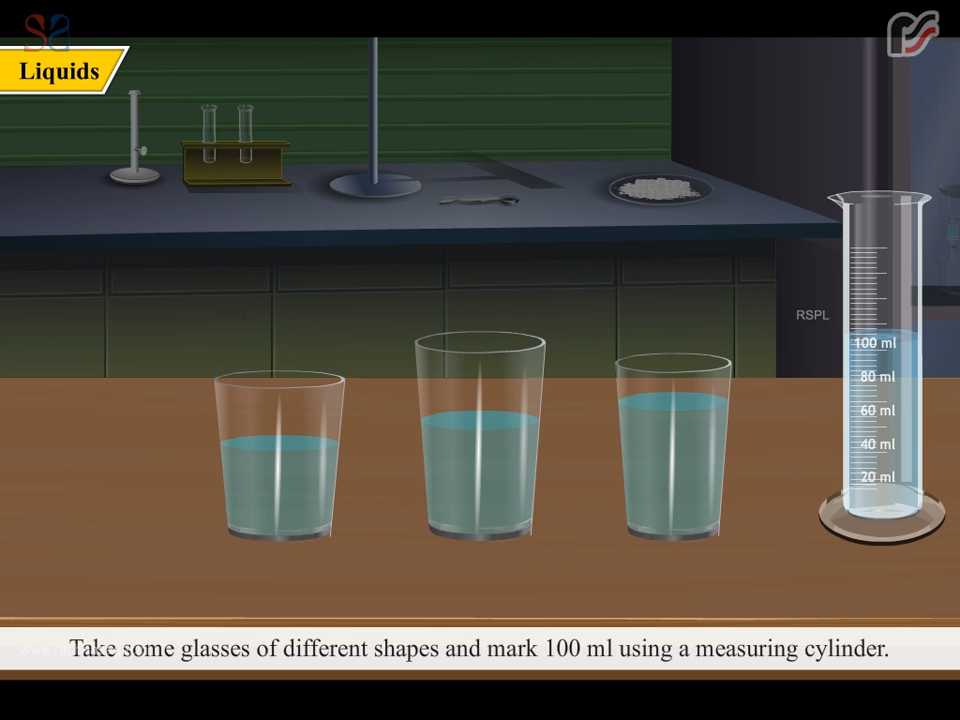 Liquids
RSPL
RSPL
100 ml
80 ml
60 ml
40 ml
20 ml
Take some glasses of different shapes and mark 100 ml using a measuring cylinder.